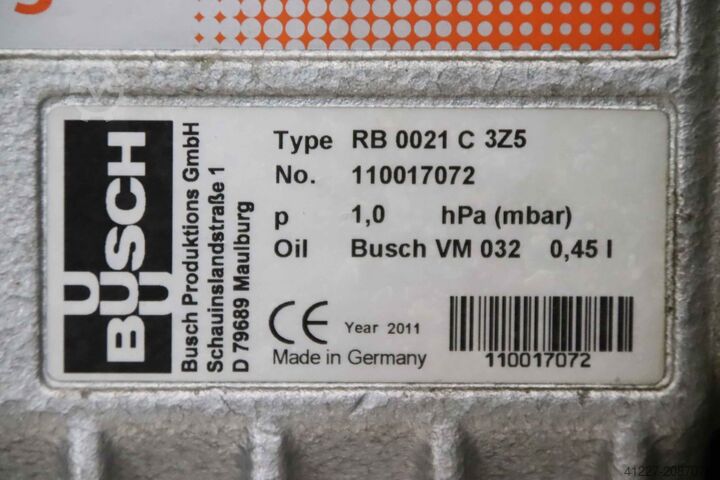 BUSCH
Busch Produktions GmbH
Schauinslandstraße 1
D 79689 Maulburg
Type RB 0021 C 3Z5
No. 110017072
p 1,0 hPa (mbar)
Oil Busch VM 032 0,45 l
CE Year 2011
Made in Germany
110017072